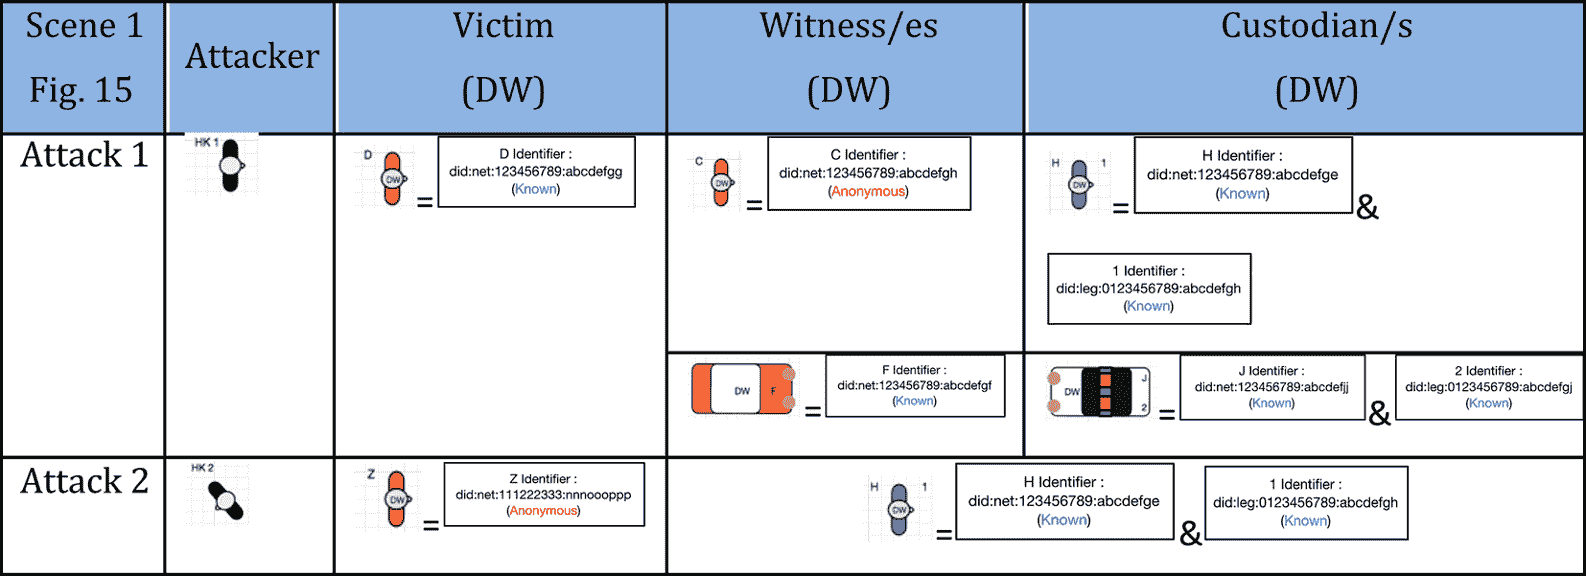 Scene 1
Fig. 15
Attacker
Victim
(DW)
Witness/es
(DW)
Custodian/s
(DW)
Attack 1
HK 1
D
DW
=
D Identifier :
did:net:123456789:abcdefgg
(Known)
C
DW
=
C Identifier :
did:net:123456789:abcdefgh
(Anonymous)
H
1
DW
=
H Identifier :
did:net:123456789:abcdefge
(Known)
&
1 Identifier :
did:leg:0123456789:abcdefgh
(Known)
DW
F
=
F Identifier :
did:net:123456789:abcdefgf
(Known)
DW
J
2
=
J Identifier :
did:net:123456789:abcdefjj
(Known)
&
2 Identifier :
did:leg:0123456789:abcdefgj
(Known)
Attack 2
HK 2
Z
DW
=
Z Identifier :
did:net:111222333:nnnoooppp
(Anonymous)
H
1
DW
=
H Identifier :
did:net:123456789:abcdefge
(Known)
&
1 Identifier :
did:leg:0123456789:abcdefgh
(Known)